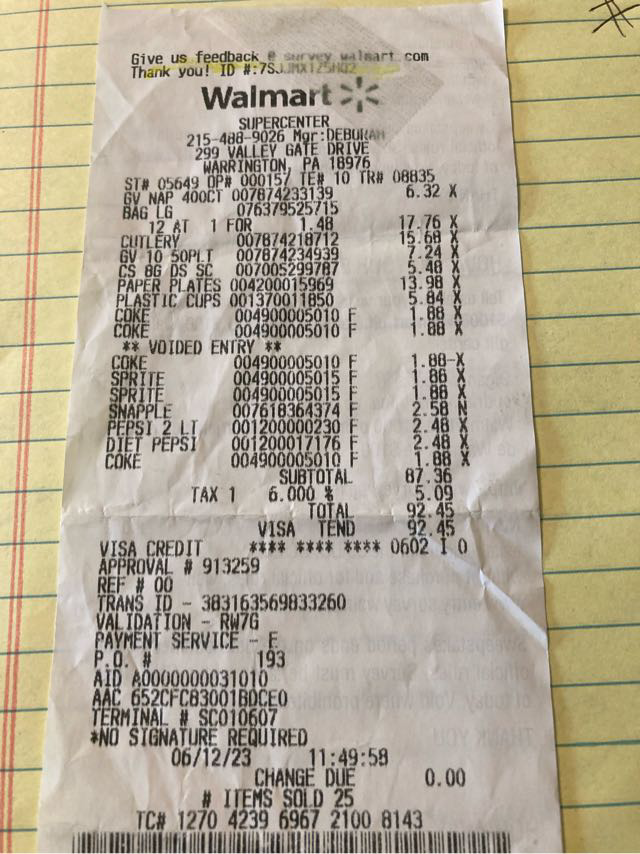 Give us feedback @ survey.walmart.com
Thank you! ID #:
Walmart
SUPERCENTER
215-488-9026 Mgr:DEBORAH
299 VALLEY GATE DRIVE
WARRINGTON, PA 18976
ST# 05649 OP# 000157 TE# 10 TR# 08835
GV NAP 400CT 007874233139 6.32 X
BAG LG 076379525715
12 AT 1 FOR 1.48 17.76 X
CUTLERY 007874218712 15.68 X
GV 10 50PLT 007874234939 7.24 X
CS 8G DS SC 007005299787 5.48 X
PAPER PLATES 004200015969 13.98 X
PLASTIC CUPS 001370011850 5.84 X
COKE 004900005010 F 1.88 X
COKE 004900005010 F 1.88 X
** VOIDED ENTRY **
COKE 004900005010 F 1.88-X
SPRITE 004900005015 F 1.88 X
SPRITE 004900005015 F 1.88 X
SNAPPLE 007618364374 F 2.58 N
PEPSI 2 LT 001200000230 F 2.48 X
DIET PEPSI 001200017176 F 2.48 X
COKE 004900005010 F 1.88 X
SUBTOTAL 87.36
TAX 1 6.000 % 5.09
TOTAL 92.45
VISA TEND 92.45
VISA CREDIT **** **** **** 0602 I 0
APPROVAL # 913259
REF # 00
TRANS ID - 383163569833260
VALIDATION - RW7G
PAYMENT SERVICE - E
P.O. # 193
AID A0000000031010
AAC 652CFC83001BDCE0
TERMINAL # SC010607
*NO SIGNATURE REQUIRED
06/12/23 11:49:58
CHANGE DUE 0.00
# ITEMS SOLD 25
TC# 1270 4239 6967 2100 8143